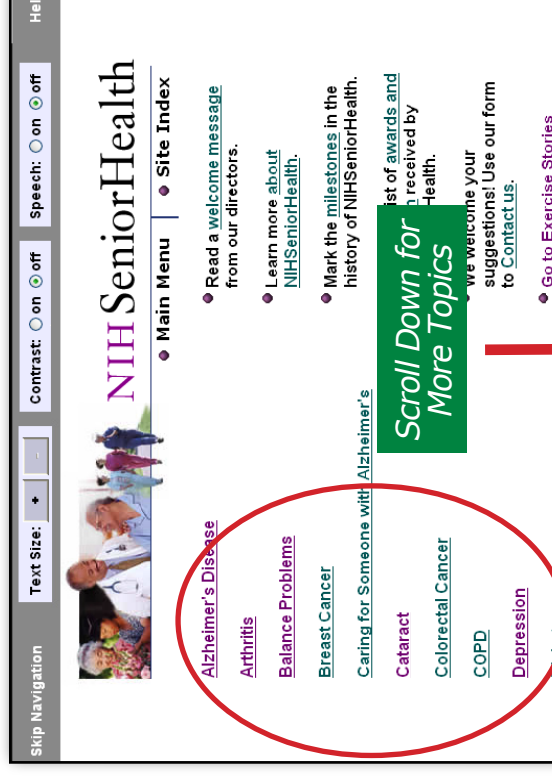 Skip Navigation
Text Size: + -
Contrast: on off
Speech: on off
Hel
NIHSeniorHealth
Main Menu
Site Index
Alzheimer's Disease
Arthritis
Balance Problems
Breast Cancer
Caring for Someone with Alzheimer's
Cataract
Colorectal Cancer
COPD
Depression
Read a welcome message
from our directors.
Learn more about
NIHSeniorHealth.
Mark the milestones in the
history of NIHSeniorHealth.
ist of awards and
received by
Health.
We welcome your
suggestions! Use our form
to Contact us.
Go to Exercise Stories
Scroll Down for
More Topics